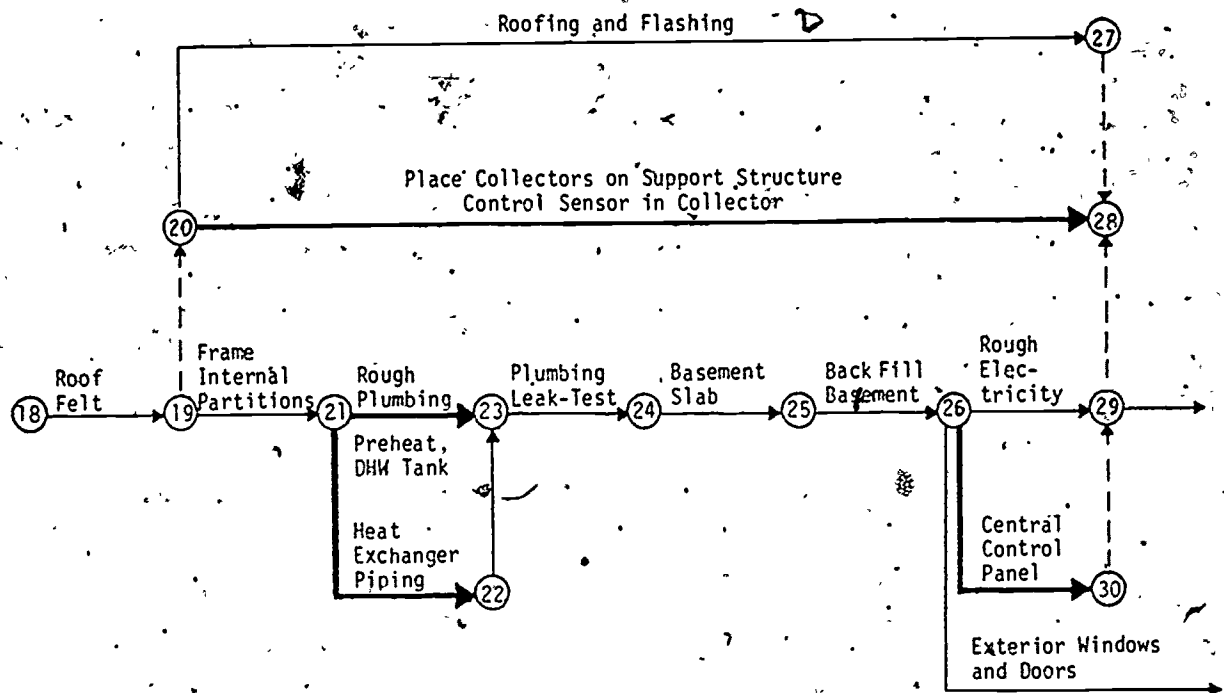 Roofing and Flashing
27
Place Collectors on Support Structure
Control Sensor in Collector
20
28
Roof
Felt
Frame
Internal
Partitions
Rough
Plumbing
Plumbing
Leak-Test
Basement
Slab
Back Fill
Basement
Rough
Elec-
tricity
18
19
21
23
24
25
26
29
Preheat,
DHW Tank
Heat
Exchanger
Piping
22
Central
Control
Panel
30
Exterior Windows
and Doors